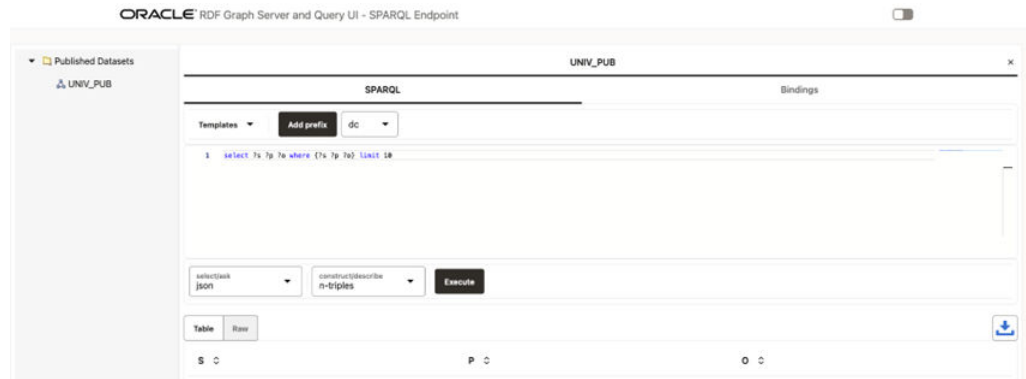 ORACLE RDF Graph Server and Query UI - SPARQL Endpoint
Published Datasets
UNIV_PUB
UNIV_PUB
SPARQL
Bindings
Templates
Add prefix
dc
1 select ?s ?p ?o where {?s ?p ?o} limit 10
select/ask
json
construct/describe
n-triples
Execute
Table
Raw
S
P
O